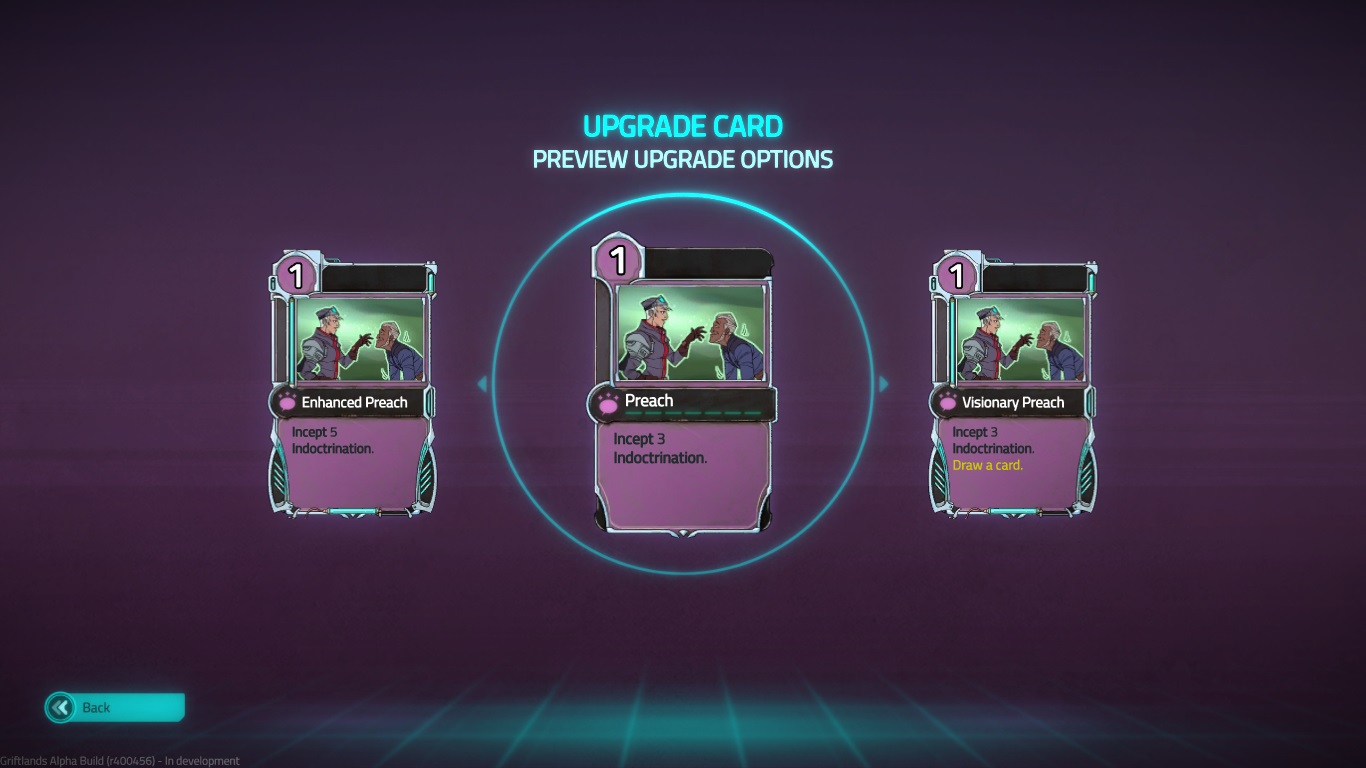 UPGRADE CARD
PREVIEW UPGRADE OPTIONS
1
Enhanced Preach
Incept 5
Indoctrination.
1
Preach
Incept 3
Indoctrination.
1
Visionary Preach
Incept 3
Indoctrination.
Draw a card.
Back
Griftlands Alpha Build (r400456) - In development